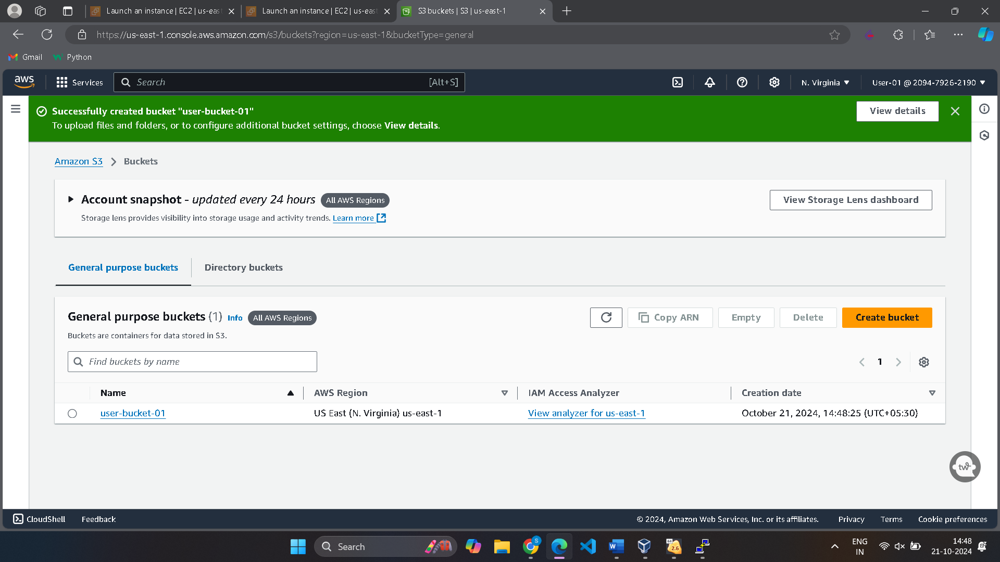 Launch an instance | EC2 | us-east
Launch an instance | EC2 | us-east
S3 buckets | S3 | us-east-1
https://us-east-1.console.aws.amazon.com/s3/buckets?region=us-east-1&bucketType=general
Gmail
Python
aws
Services
Search
[Alt+S]
N. Virginia
User-01 @ 2094-7926-2190
Successfully created bucket "user-bucket-01"
To upload files and folders, or to configure additional bucket settings, choose View details.
View details
Amazon S3
Buckets
Account snapshot - updated every 24 hours
All AWS Regions
Storage lens provides visibility into storage usage and activity trends. Learn more
View Storage Lens dashboard
General purpose buckets
Directory buckets
General purpose buckets (1)
Info
All AWS Regions
Buckets are containers for data stored in S3.
Copy ARN
Empty
Delete
Create bucket
Find buckets by name
1
Name
AWS Region
IAM Access Analyzer
Creation date
user-bucket-01
US East (N. Virginia) us-east-1
View analyzer for us-east-1
October 21, 2024, 14:48:25 (UTC+05:30)
tw
CloudShell
Feedback
© 2024, Amazon Web Services, Inc. or its affiliates.
Privacy
Terms
Cookie preferences
Search
S
W
64
2.6
ENG
IN
14:48
21-10-2024